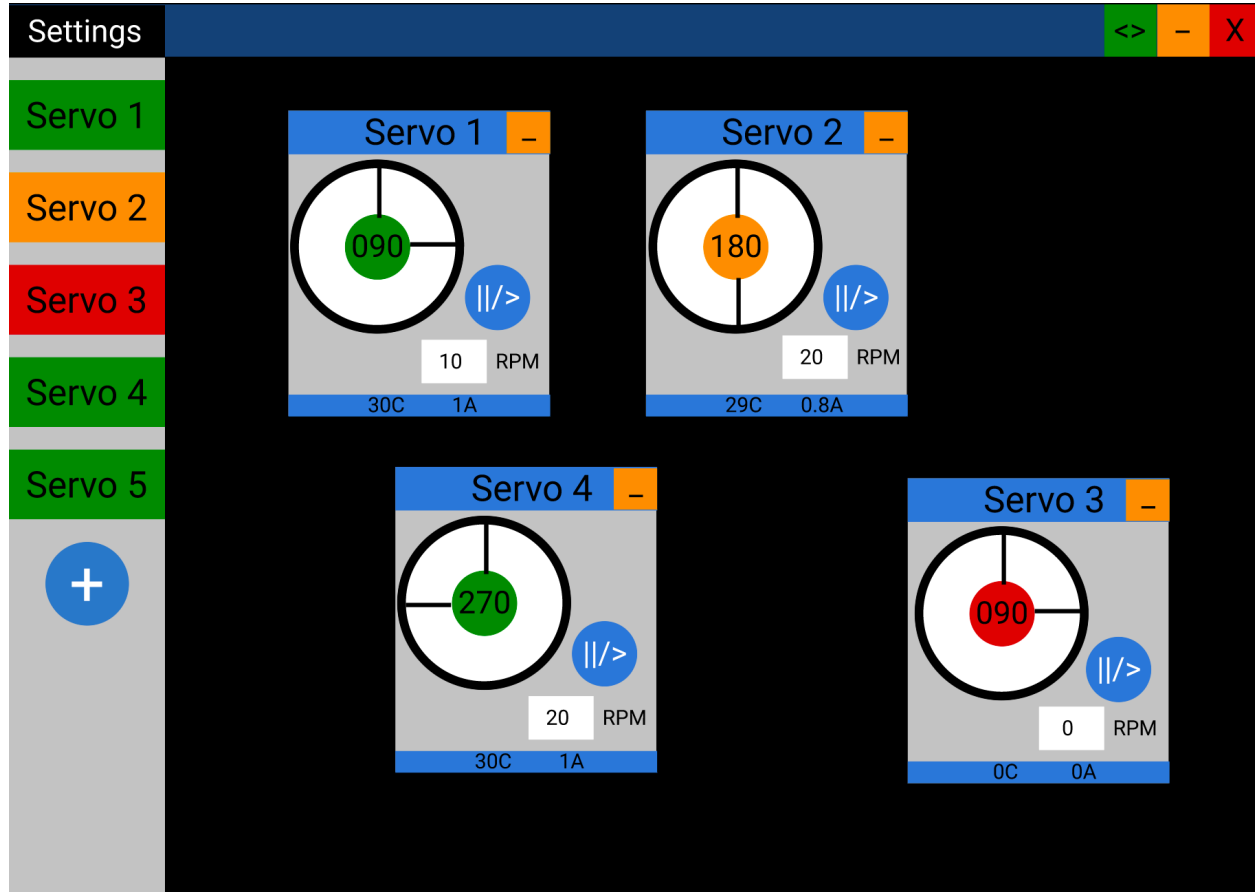 Settings
<> – X
Servo 1
Servo 2
Servo 3
Servo 4
Servo 5
+
Servo 1 –
090
||/>
10 RPM
30C 1A
Servo 2 –
180
||/>
20 RPM
29C 0.8A
Servo 4 –
270
||/>
20 RPM
30C 1A
Servo 3 –
090
||/>
0 RPM
0C 0A